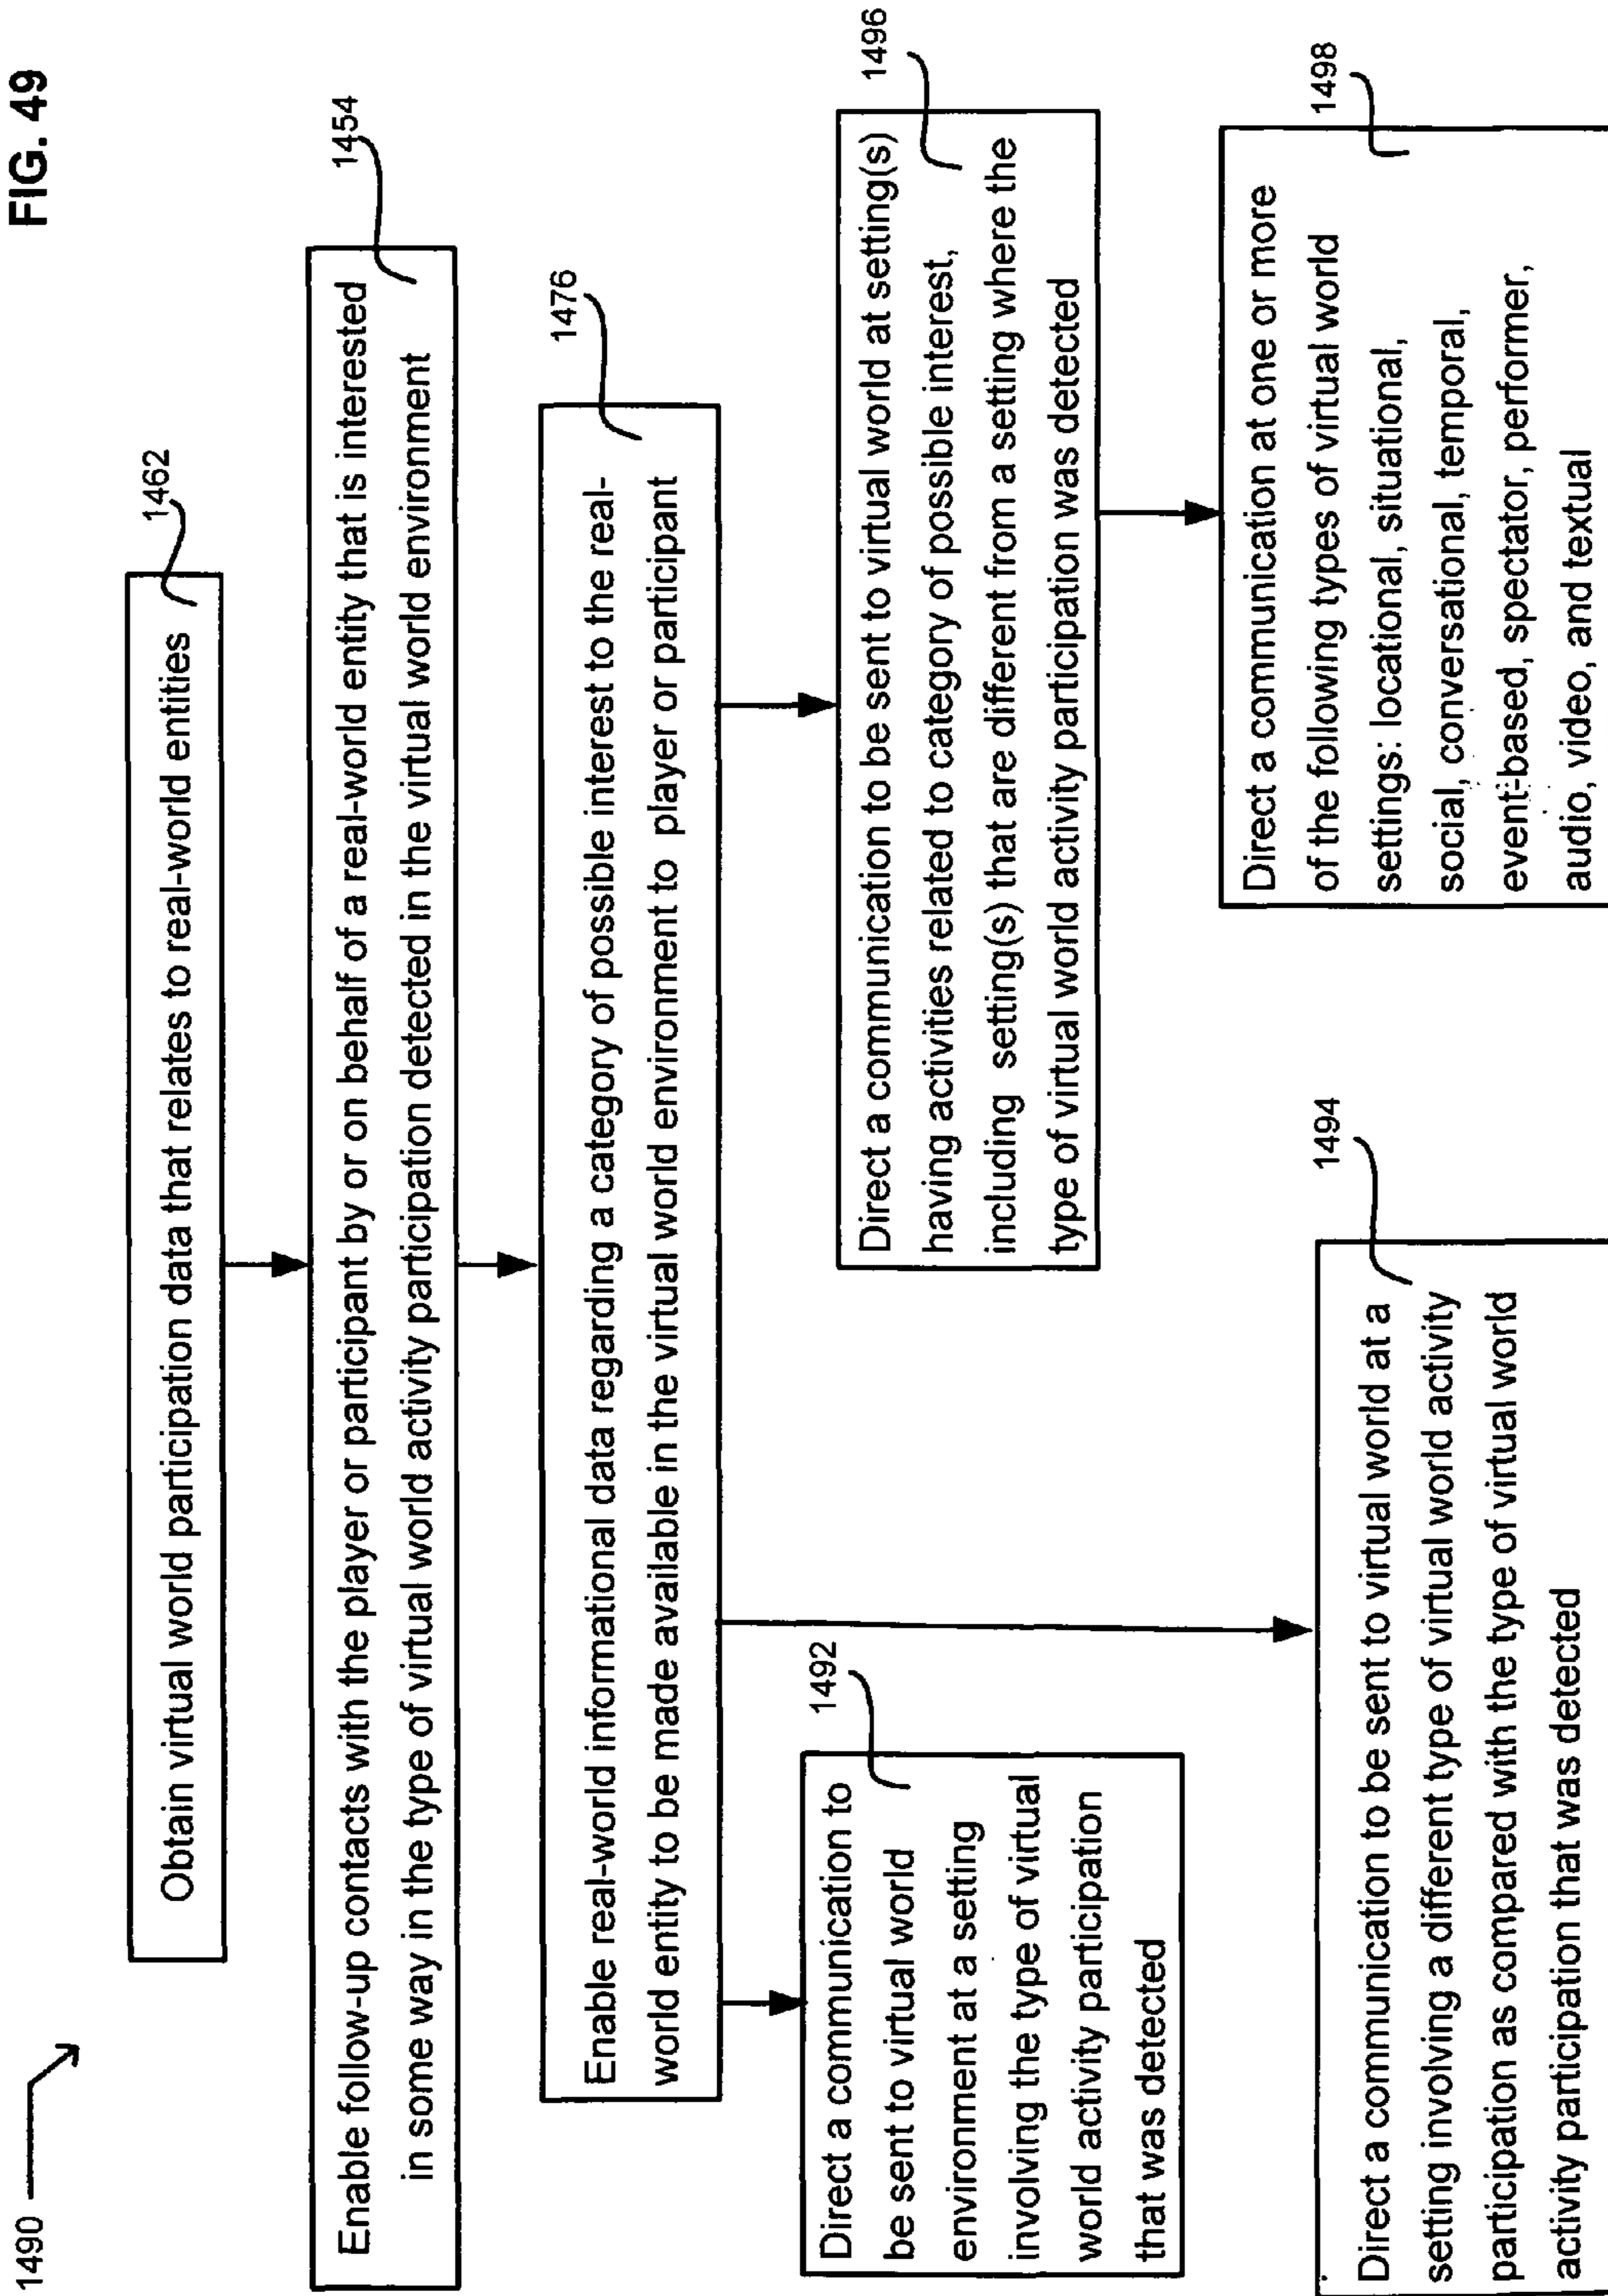 FIG. 49
1490
1462
Obtain virtual world participation data that relates to real-world entities
1454
Enable follow-up contacts with the player or participant by or on behalf of a real-world entity that is interested
in some way in the type of virtual world activity participation detected in the virtual world environment
1476
Enable real-world informational data regarding a category of possible interest to the real-
world entity to be made available in the virtual world environment to player or participant
1492
Direct a communication to
be sent to virtual world
environment at a setting
involving the type of virtual
world activity participation
that was detected
1496
Direct a communication to be sent to virtual world at setting(s)
having activities related to category of possible interest,
including setting(s) that are different from a setting where the
type of virtual world activity participation was detected
1494
Direct a communication to be sent to virtual world at a
setting involving a different type of virtual world activity
participation as compared with the type of virtual world
activity participation that was detected
1498
Direct a communication at one or more
of the following types of virtual world
settings: locational, situational,
social, conversational, temporal,
event-based, spectator, performer,
audio, video, and textual